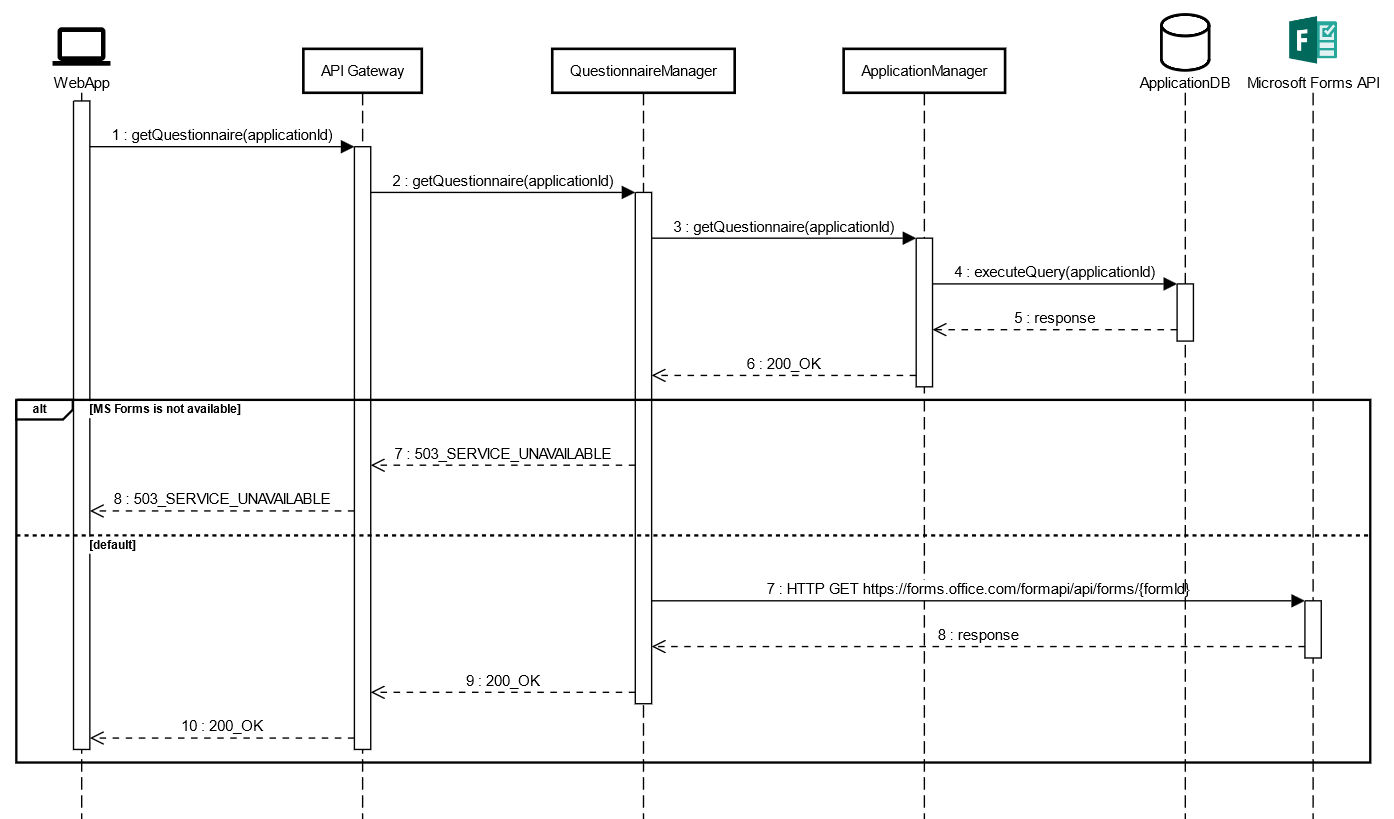 F
WebApp
API Gateway
QuestionnaireManager
ApplicationManager
ApplicationDB
Microsoft Forms API
1 : getQuestionnaire(applicationId)
2 : getQuestionnaire(applicationId)
3 : getQuestionnaire(applicationId)
4 : executeQuery(applicationId)
5 : response
6 : 200_OK
alt
[MS Forms is not available]
7 : 503_SERVICE_UNAVAILABLE
8 : 503_SERVICE_UNAVAILABLE
[default]
7 : HTTP GET https://forms.office.com/formapi/api/forms/{formId}
8 : response
9 : 200_OK
10 : 200_OK